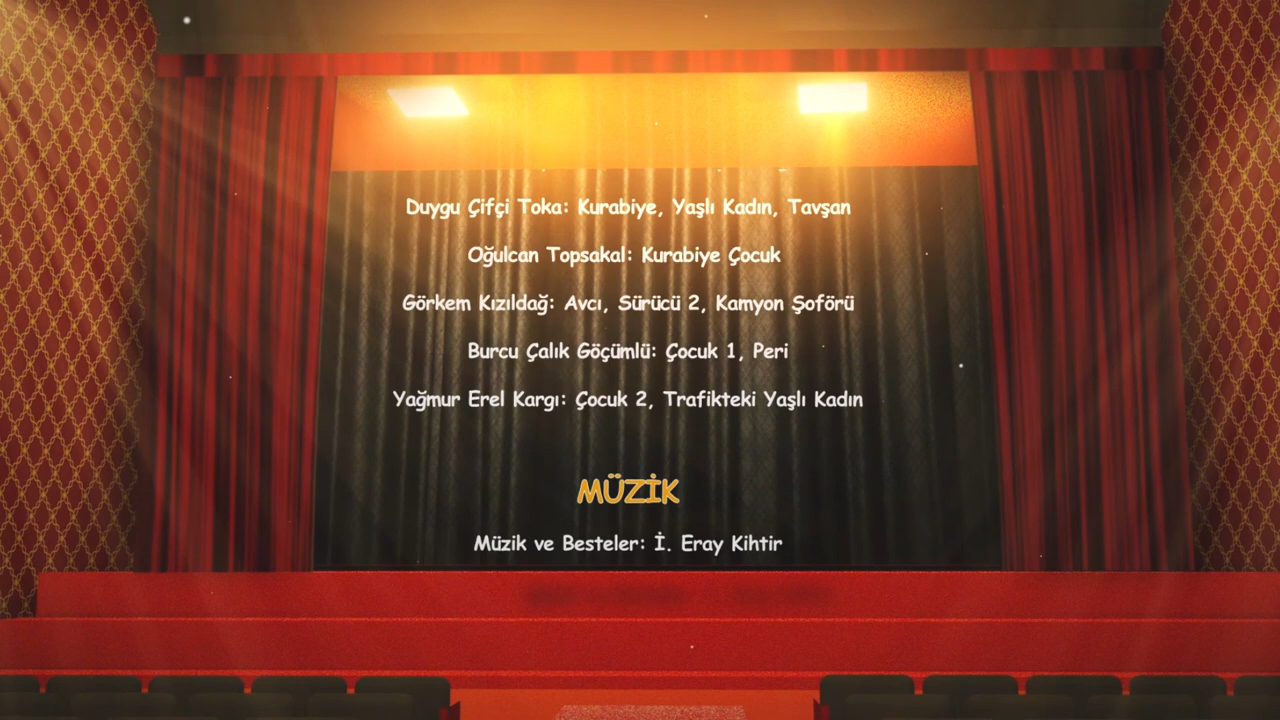 Duygu Çifçi Toka: Kurabiye, Yaşlı Kadın, Tavşan
Oğulcan Topsakal: Kurabiye Çocuk
Görkem Kızıldağ: Avcı, Sürücü 2, Kamyon Şoförü
Burcu Çalık Göçümlü: Çocuk 1, Peri
Yağmur Erel Kargı: Çocuk 2, Trafikteki Yaşlı Kadın
MÜZİK
Müzik ve Besteler: İ. Eray Kihtir